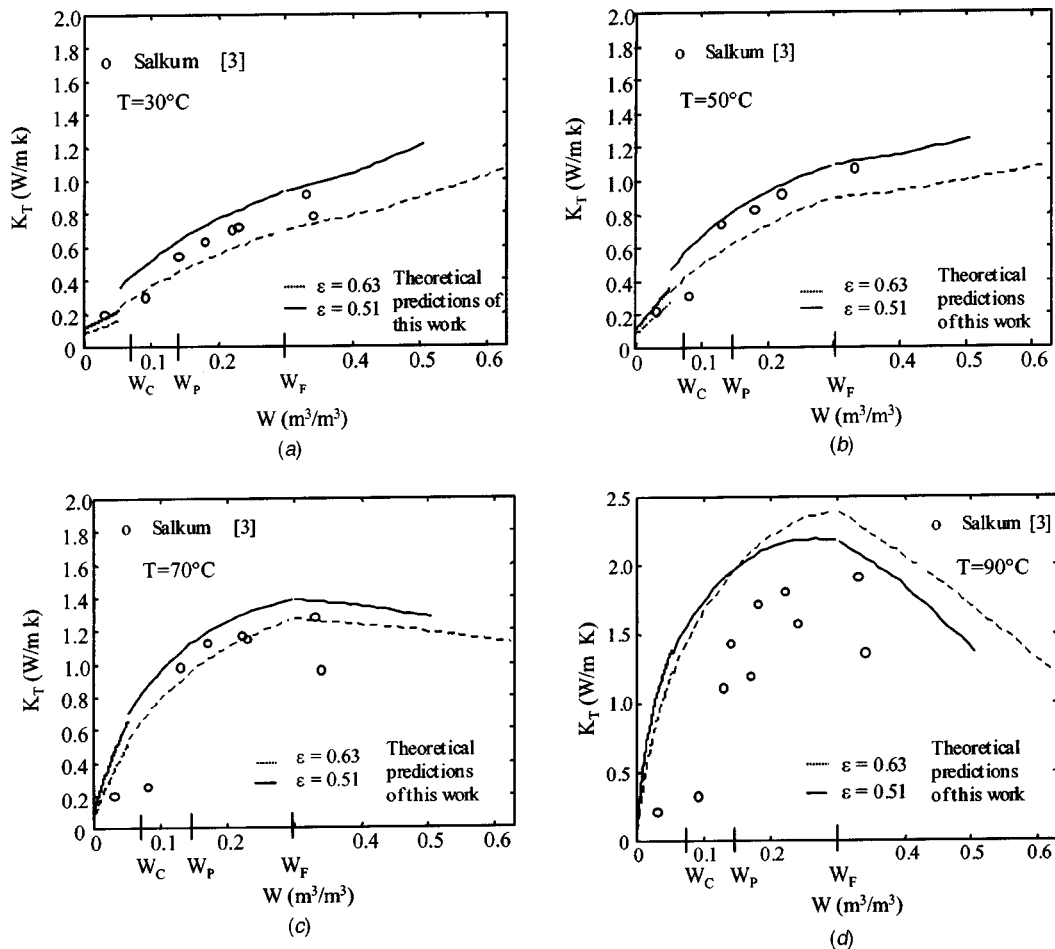 2.0
1.8
1.6
1.4
1.2
1.0
0.8
0.6
0.4
0.2
0
K_T (W/m k)
o Salkum [3]
T=30°C
ε = 0.63
ε = 0.51
Theoretical
predictions of
this work
0 0.1 0.2 0.4 0.5 0.6
W_C W_P W_F
W (m³/m³)
(a)
2.0
1.8
1.6
1.4
1.2
1.0
0.8
0.6
0.4
0.2
0
K_T (W/m k)
o Salkum [3]
T=50°C
ε = 0.63
ε = 0.51
Theoretical
predictions
of this work
0 0.1 0.2 0.4 0.5 0.6
W_C W_P W_F
W (m³/m³)
(b)
2.0
1.8
1.6
1.4
1.2
1.0
0.8
0.6
0.4
0.2
0
K_T (W/m k)
o Salkum [3]
T=70°C
ε = 0.63
ε = 0.51
Theoretical
predictions
of this work
0 0.1 0.2 0.4 0.5 0.6
W_C W_P W_F
W (m³/m³)
(c)
2.5
2.0
1.5
1.0
0.5
0
K_T (W/m K)
o Salkum [3]
T=90°C
ε = 0.63
ε = 0.51
Theoretical
predictions
of this work
0 0.1 0.2 0.4 0.5 0.6
W_C W_P W_F
W (m³/m³)
(d)